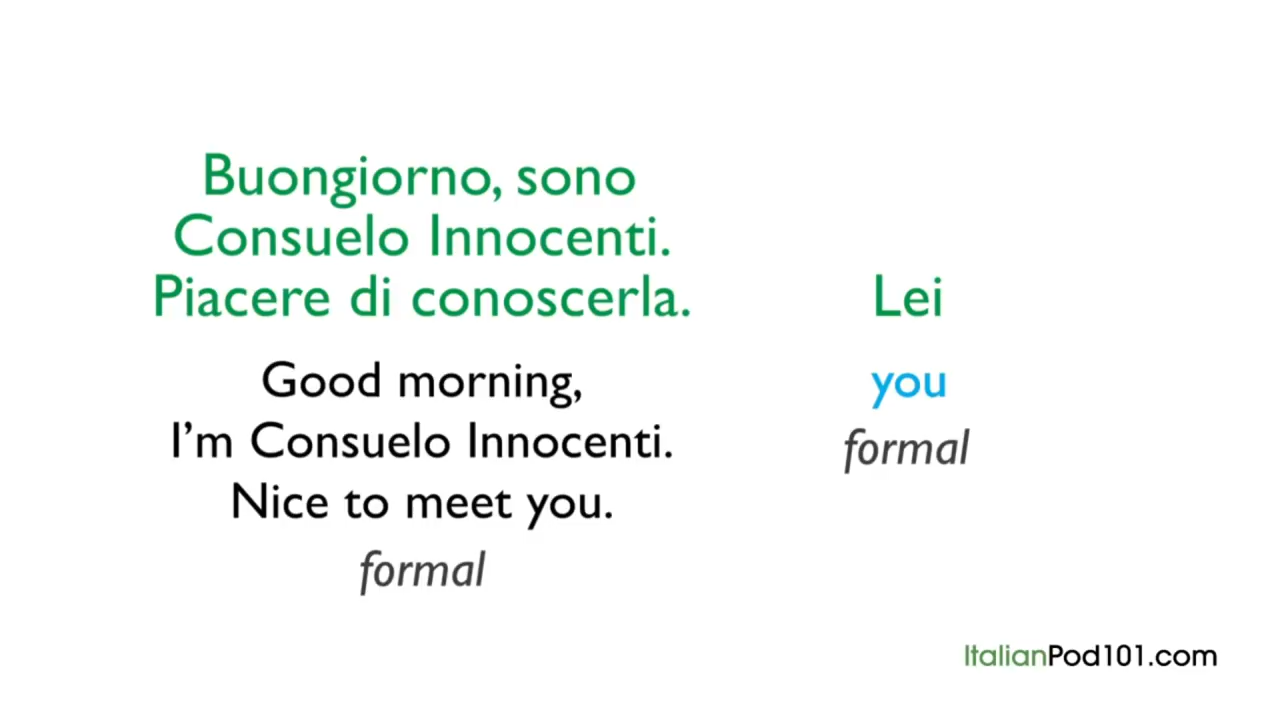 Buongiorno, sono
Consuelo Innocenti.
Piacere di conoscerla.
Good morning,
I'm Consuelo Innocenti.
Nice to meet you.
formal
Lei
you
formal
ItalianPod101.com